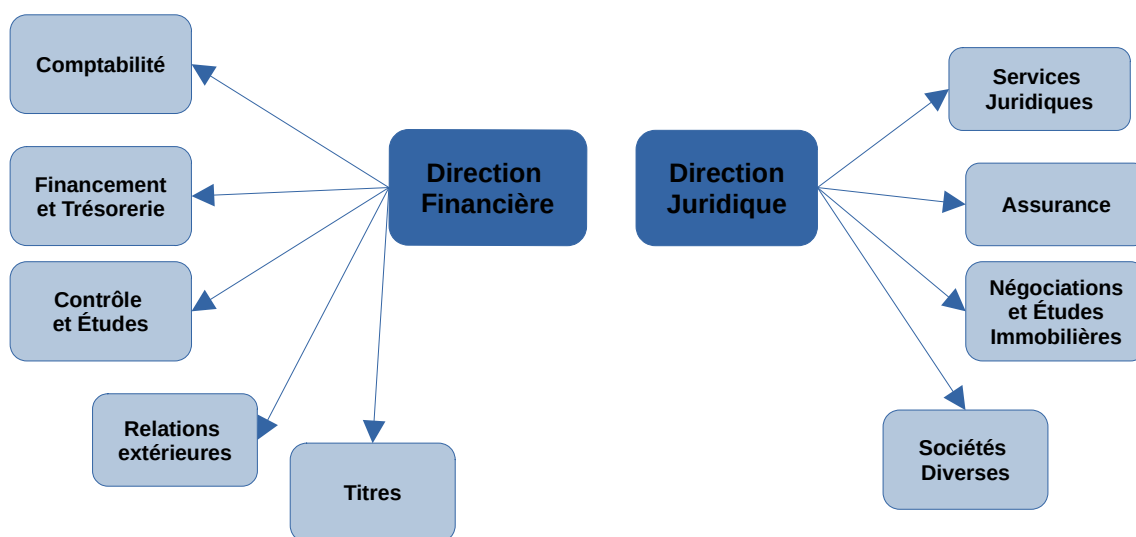 Comptabilité
Financement
et Trésorerie
Contrôle
et Études
Relations
extérieures
Titres
Direction
Financière
Direction
Juridique
Services
Juridiques
Assurance
Négociations
et Études
Immobilières
Sociétés
Diverses